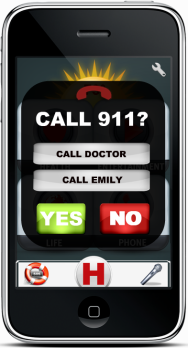 CALL 911?
CALL DOCTOR
CALL EMILY
YES
NO
LIFE
PHONE
H